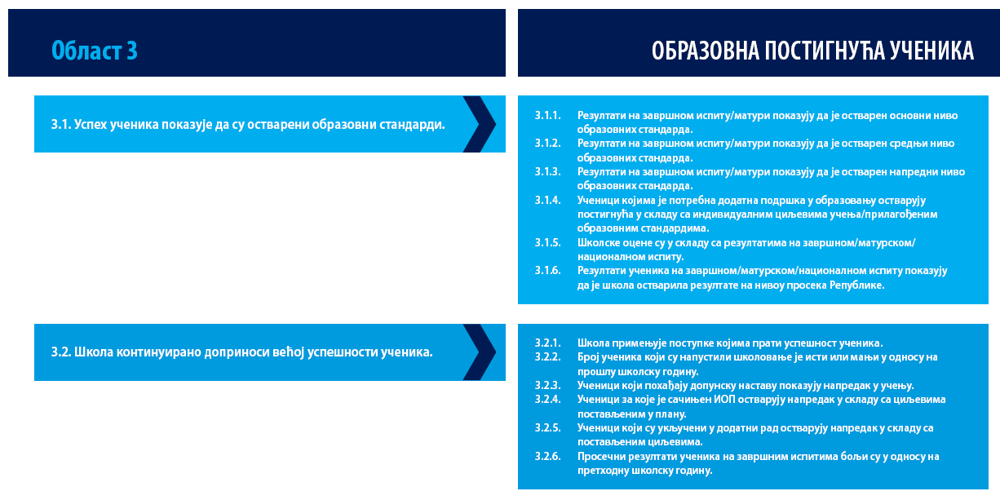 Област 3
ОБРАЗОВНА ПОСТИГНУЋА УЧЕНИКА
3.1. Успех ученика показује да су остварени образовни стандарди.
3.1.1. Резултати на завршном испиту/матури показују да је остварен основни ниво
образовних стандарда.
3.1.2. Резултати на завршном испиту/матури показују да је остварен средњи ниво
образовних стандарда.
3.1.3. Резултати на завршном испиту/матури показују да је остварен напредни ниво
образовних стандарда.
3.1.4. Ученици којима је потребна додатна подршка у образовању остварују
постигнућа у складу са индивидуалним циљевима учења/прилагођеним
образовним стандардима.
3.1.5. Школске оцене су у складу са резултатима на завршном/матурском/
националном испиту.
3.1.6. Резултати ученика на завршном/матурском/националном испиту показују
да је школа остварила резултате на нивоу просека Републике.
3.2. Школа континуирано доприноси већој успешности ученика.
3.2.1. Школа примењује поступке којима прати успешност ученика.
3.2.2. Број ученика који су напустили школовање је исти или мањи у односу на
прошлу школску годину.
3.2.3. Ученици који похађају допунску наставу показују напредак у учењу.
3.2.4. Ученици за које је сачињен ИОП остварују напредак у складу са циљевима
постављеним у плану.
3.2.5. Ученици који су укључени у додатни рад остварују напредак у складу са
постављеним циљевима.
3.2.6. Просечни резултати ученика на завршним испитима бољи су у односу на
претходну школску годину.